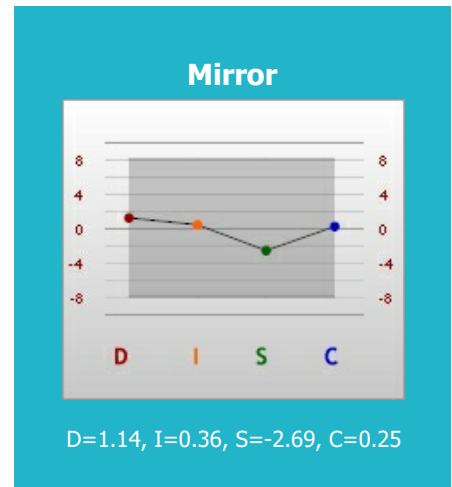 Mirror
8 8
4 4
0 0
-4 -4
-8 -8
D I S C
D=1.14, I=0.36, S=-2.69, C=0.25